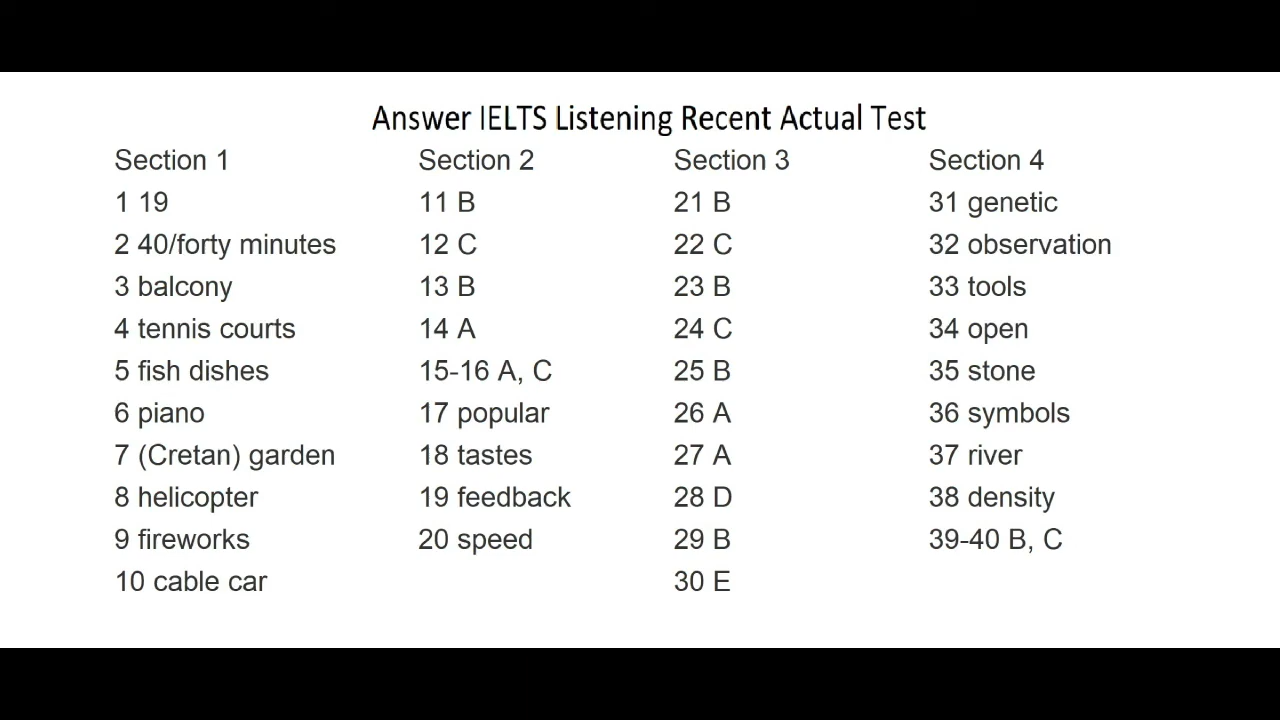 Answer IELTS Listening Recent Actual Test
Section 1
1 19
2 40/forty minutes
3 balcony
4 tennis courts
5 fish dishes
6 piano
7 (Cretan) garden
8 helicopter
9 fireworks
10 cable car
Section 2
11 B
12 C
13 B
14 A
15-16 A, C
17 popular
18 tastes
19 feedback
20 speed
Section 3
21 B
22 C
23 B
24 C
25 B
26 A
27 A
28 D
29 B
30 E
Section 4
31 genetic
32 observation
33 tools
34 open
35 stone
36 symbols
37 river
38 density
39-40 B, C